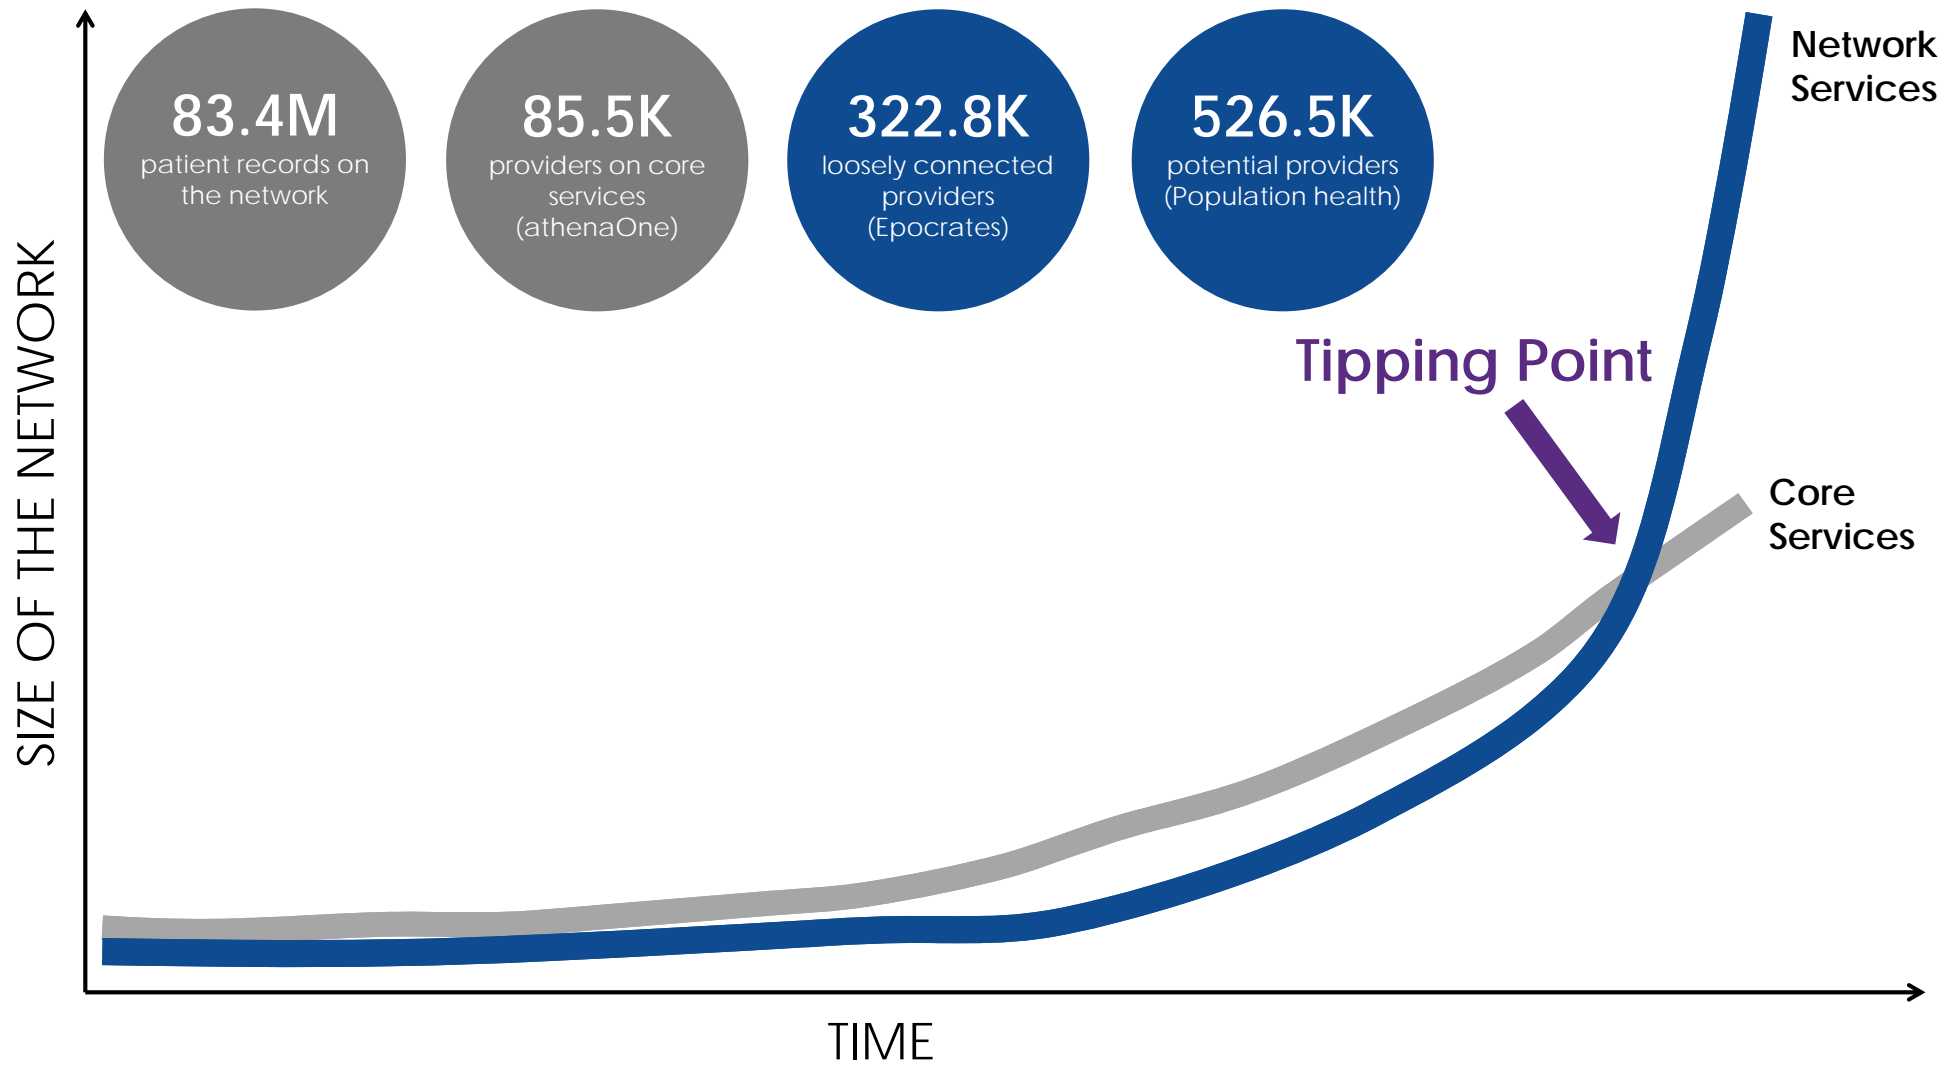 83.4M
patient records on
the network
85.5K
providers on core
services
(athenaOne)
322.8K
loosely connected
providers
(Epocrates)
526.5K
potential providers
(Population health)
Network
Services
Tipping Point
Core
Services
SIZE OF THE NETWORK
TIME